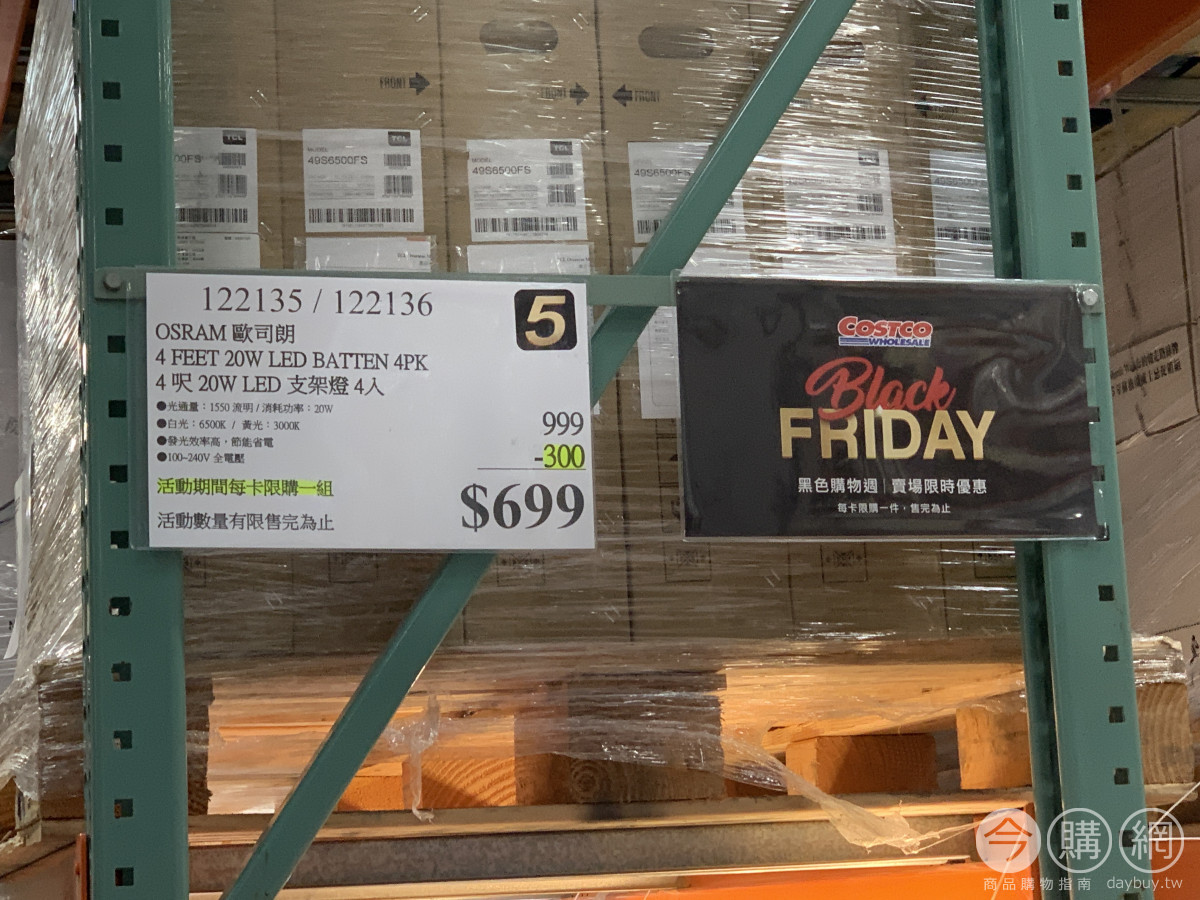 FRONT
FRONT
FRONT
TCL
TCL
TCL
MODEL
49S6500FS
MODEL
49S6500FS
49S6500FS
122135 / 122136
5
OSRAM 歐司朗
4 FEET 20W LED BATTEN 4PK
4 呎 20W LED 支架燈 4入
●光通量：1550 流明 / 消耗功率：20W
●白光：6500K / 黃光：3000K
999
●發光效率高，節能省電
-300
●100~240V 全電壓
活動期間每卡限購一組
$699
活動數量有限售完為止
COSTCO
WHOLESALE
Black
FRIDAY
黑色購物週 | 賣場限時優惠
每卡限購一件，售完為止
今購網
商品購物指南 daybuy.tw